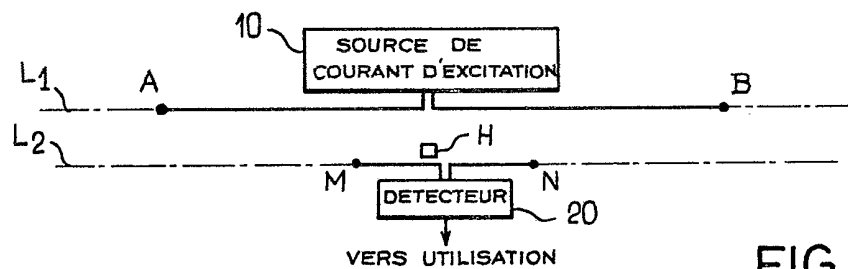 10
SOURCE DE
COURANT D'EXCITATION
L1
A
B
L2
H
M
N
DETECTEUR
20
VERS UTILISATION
FIG